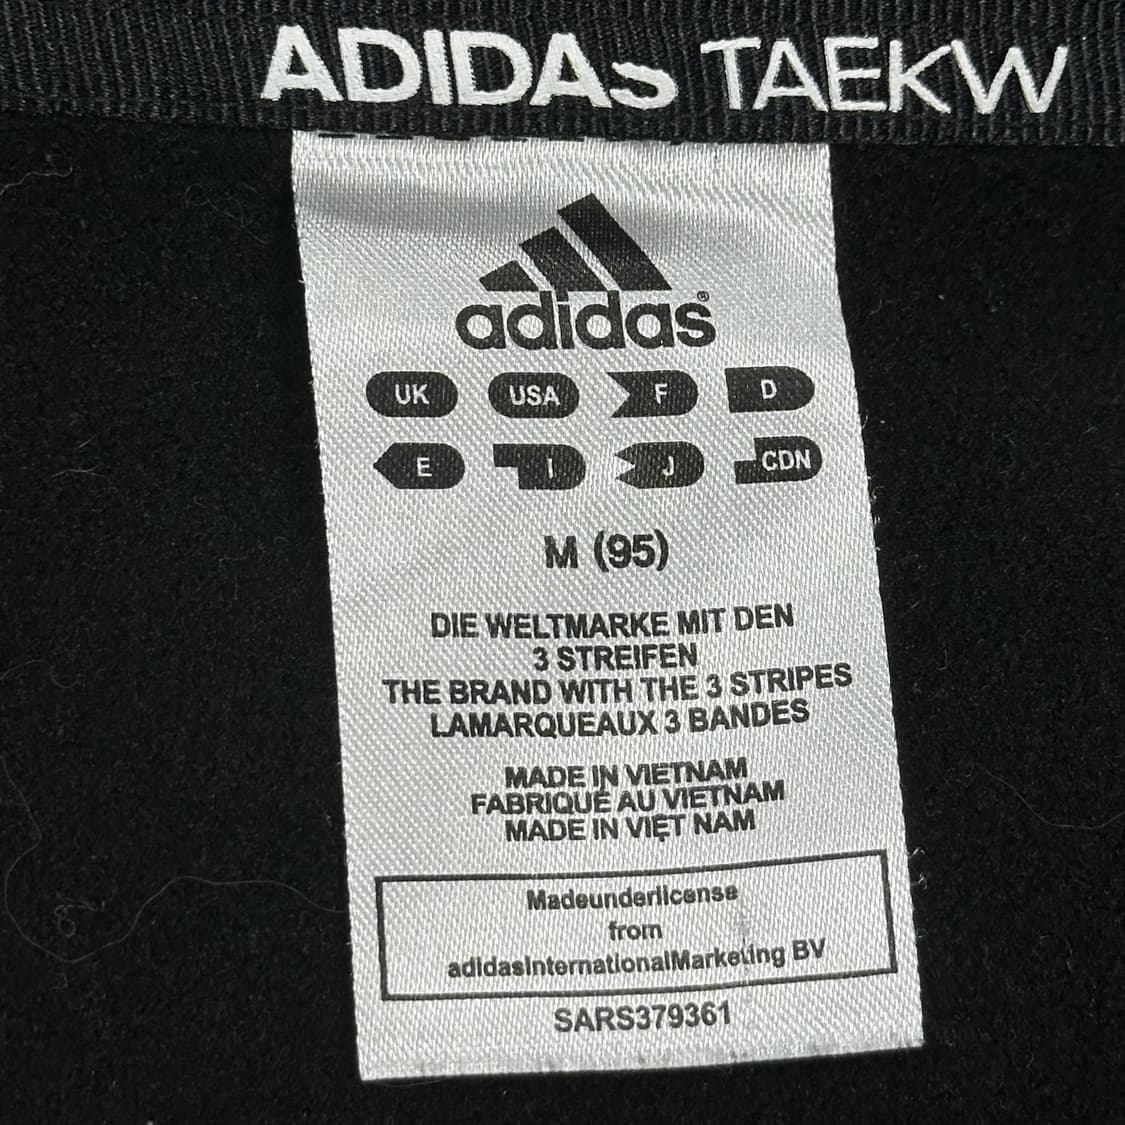 ADIDAS TAEKW
adidas®
UK USA F D
E I J CDN
M (95)
DIE WELTMARKE MIT DEN
3 STREIFEN
THE BRAND WITH THE 3 STRIPES
LAMARQUEAUX 3 BANDES
MADE IN VIETNAM
FABRIQUÉ AU VIETNAM
MADE IN VIỆT NAM
Madeunderlicense
from
adidasInternationalMarketing BV
SARS379361